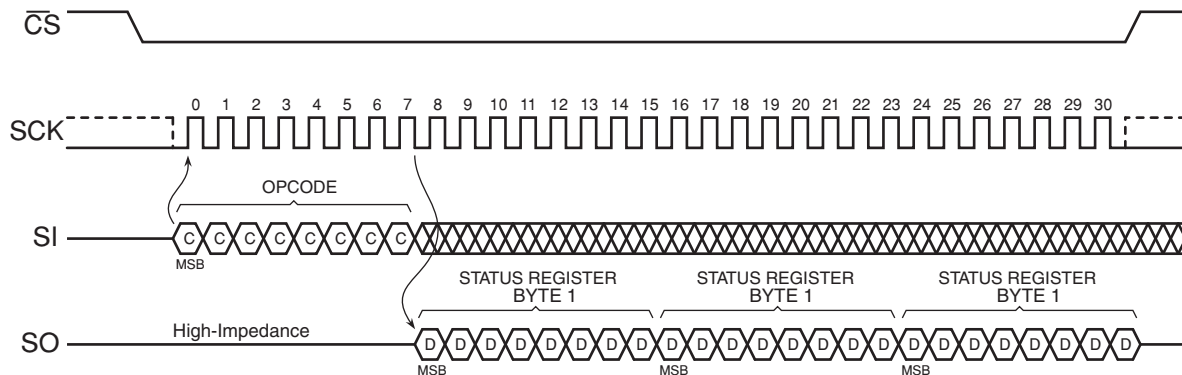 CS
SCK
0 1 2 3 4 5 6 7 8 9 10 11 12 13 14 15 16 17 18 19 20 21 22 23 24 25 26 27 28 29 30
OPCODE
SI
C C C C C C C C
MSB
STATUS REGISTER
BYTE 1
STATUS REGISTER
BYTE 1
STATUS REGISTER
BYTE 1
SO
High-Impedance
D D D D D D D D D D D D D D D D D D D D D D D D
MSB MSB MSB